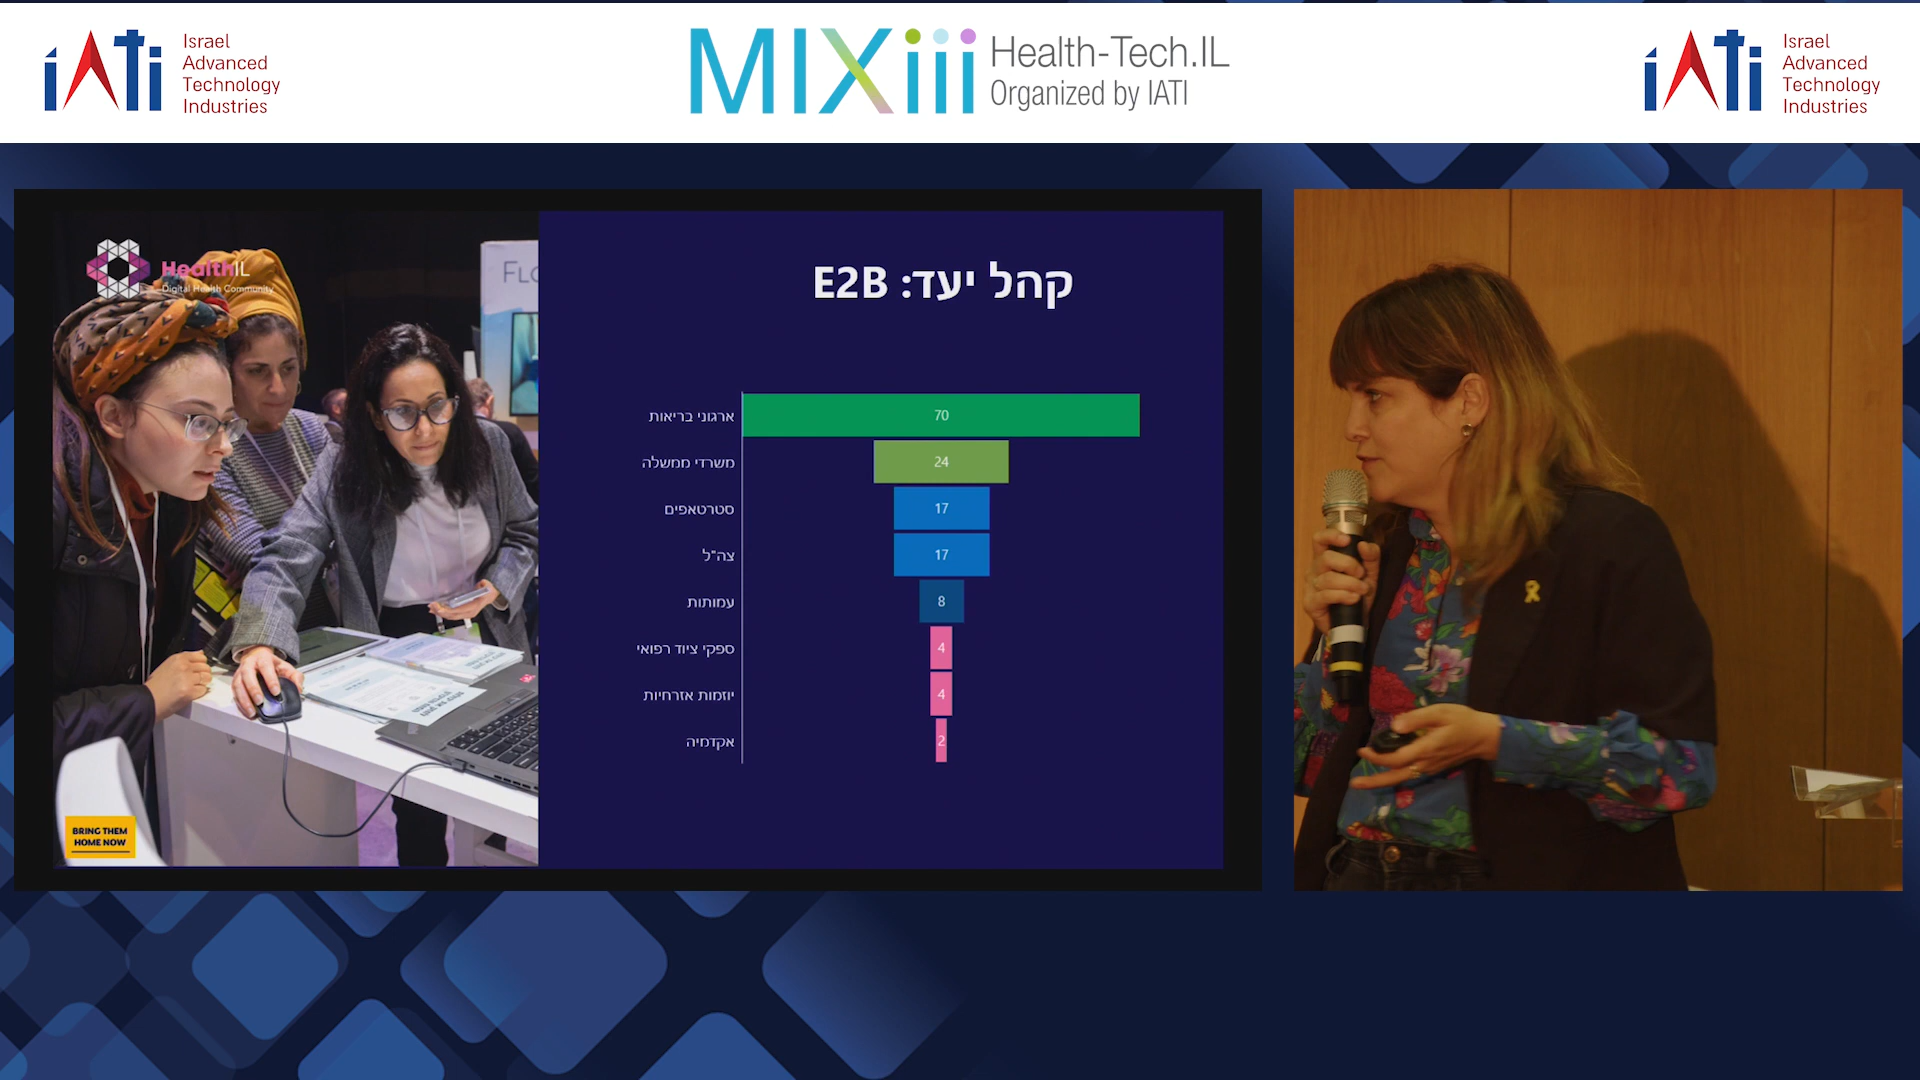 iATi
Israel
Advanced
Technology
Industries
MIXiii
Health-Tech.IL
Organized by IATI
iATi
Israel
Advanced
Technology
Industries
HealthIL
Digital Health Community
FLO
קהל יעד: E2B
ארגוני בריאות 70
משרדי ממשלה 24
סטרטאפים 17
צה"ל 17
עמותות 8
ספקי ציוד רפואי 4
יוזמות אזרחיות 4
אקדמיה 2
BRING THEM
HOME NOW